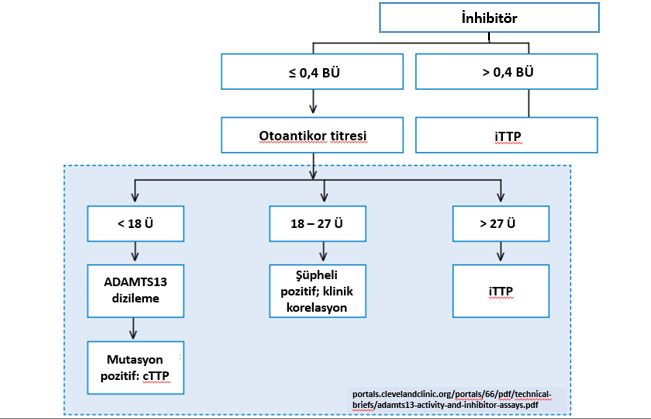 İnhibitör
≤ 0,4 BÜ
> 0,4 BÜ
Otoantikor titresi
iTTP
< 18 Ü
18 – 27 Ü
> 27 Ü
ADAMTS13
dizileme
Şüpheli
pozitif; klinik
korelasyon
iTTP
Mutasyon
pozitif: cTTP
portals.clevelandclinic.org/portals/66/pdf/technical-
briefs/adamts13-activity-and-inhibitor-assays.pdf